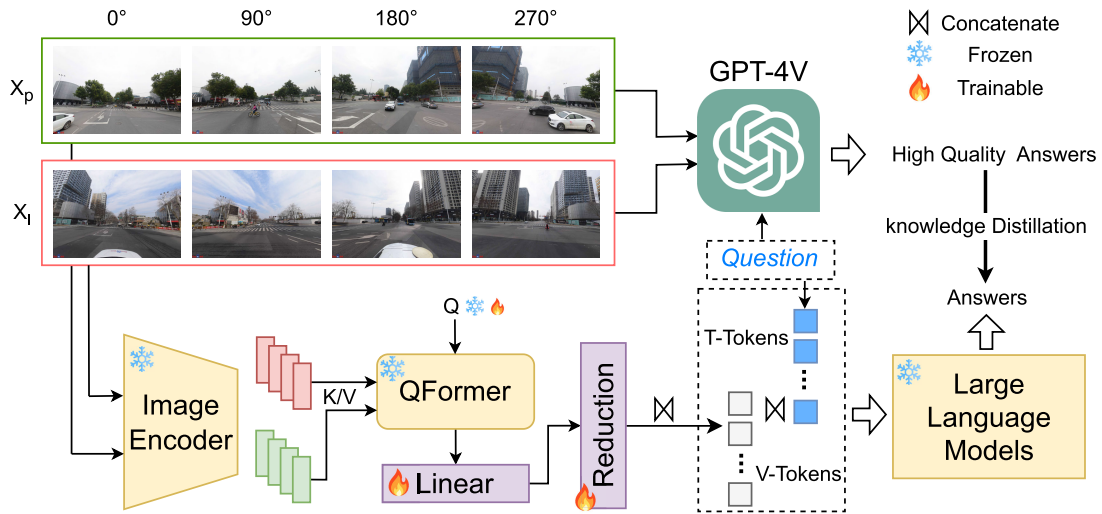 0° 90° 180° 270°
Concatenate
Frozen
Trainable
Xp
GPT-4V
High Quality Answers
XI
knowledge Distillation
Question
Answers
Q
T-Tokens
Image
Encoder
K/V
QFormer
Reduction
Large
Language
Models
Linear
V-Tokens